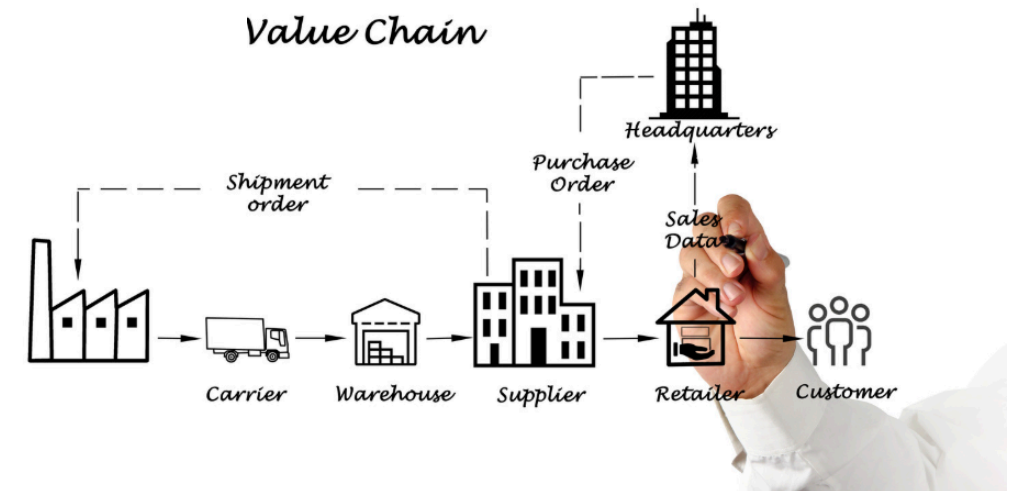 Value Chain
Headquarters
Purchase
Order
Shipment
order
Sales
Data
Carrier
Warehouse
Supplier
Retailer
Customer